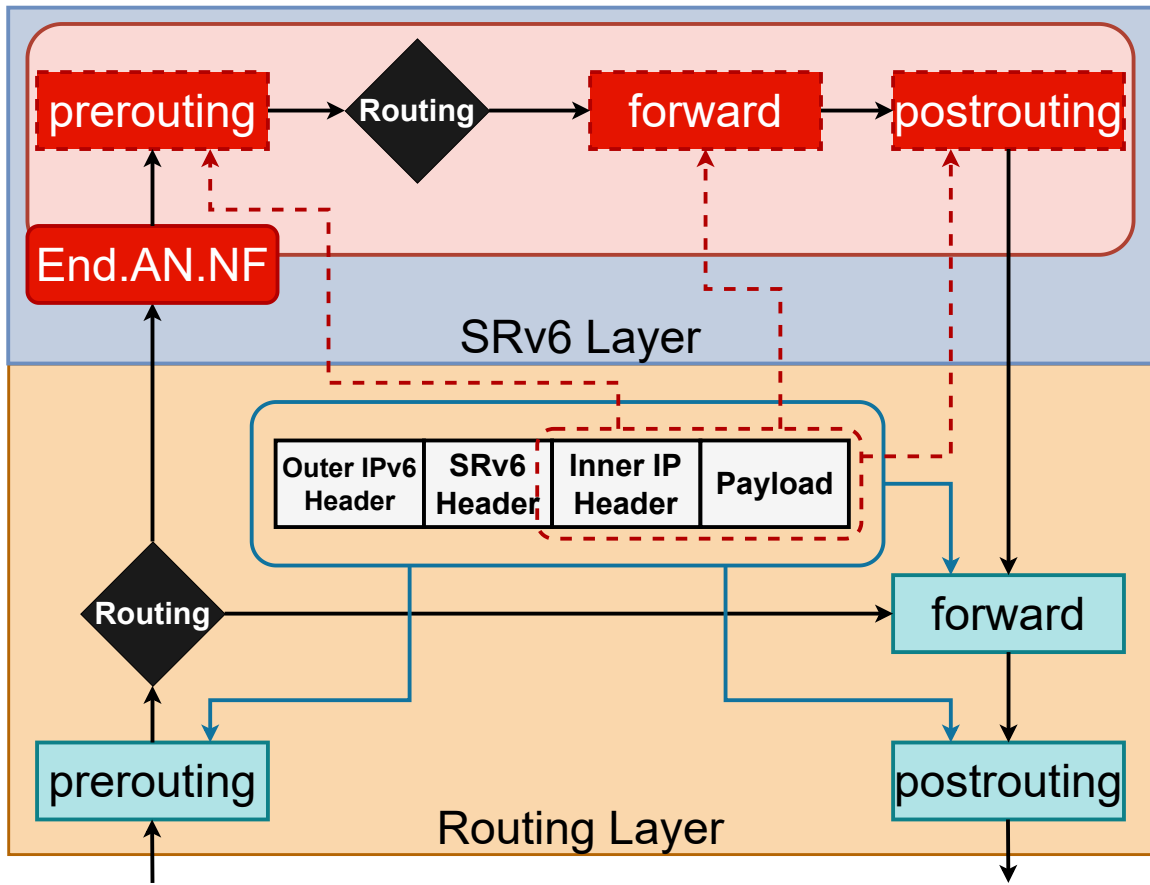 prerouting
Routing
forward
postrouting
End.AN.NF
SRv6 Layer
Outer IPv6
Header
SRv6
Header
Inner IP
Header
Payload
Routing
forward
prerouting
postrouting
Routing Layer